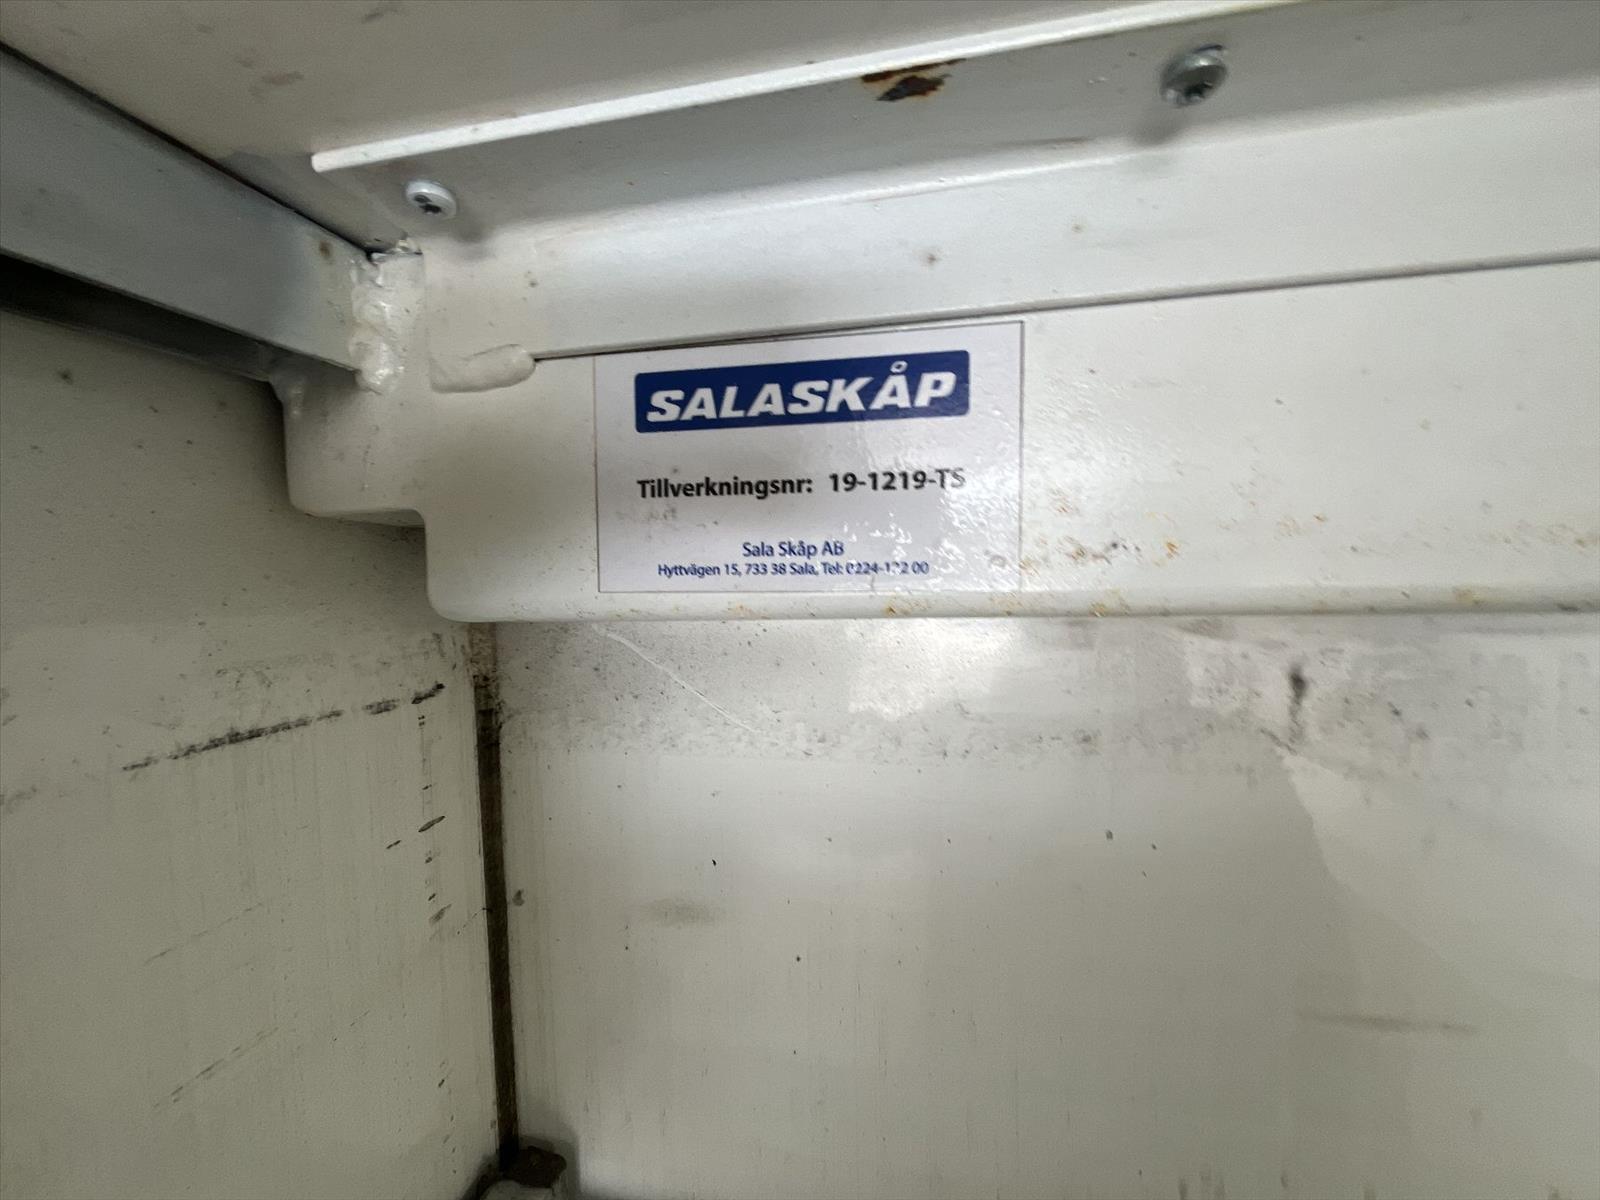 SALASKÅP
Tillverkningsnr: 19-1219-TS
Sala Skåp AB
Hyttvägen 15, 733 38 Sala, Tel: